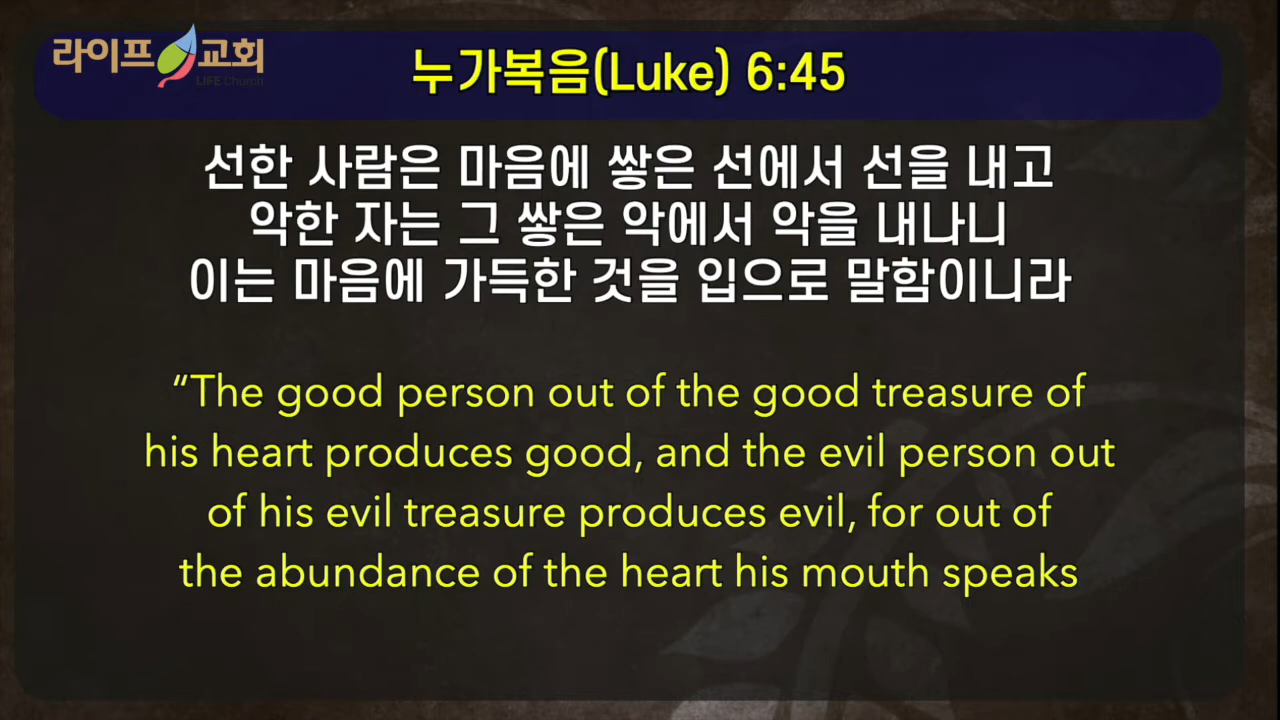 라이프교회
LIFE Church
누가복음(Luke) 6:45
선한 사람은 마음에 쌓은 선에서 선을 내고
악한 자는 그 쌓은 악에서 악을 내나니
이는 마음에 가득한 것을 입으로 말함이니라
“The good person out of the good treasure of
his heart produces good, and the evil person out
of his evil treasure produces evil, for out of
the abundance of the heart his mouth speaks